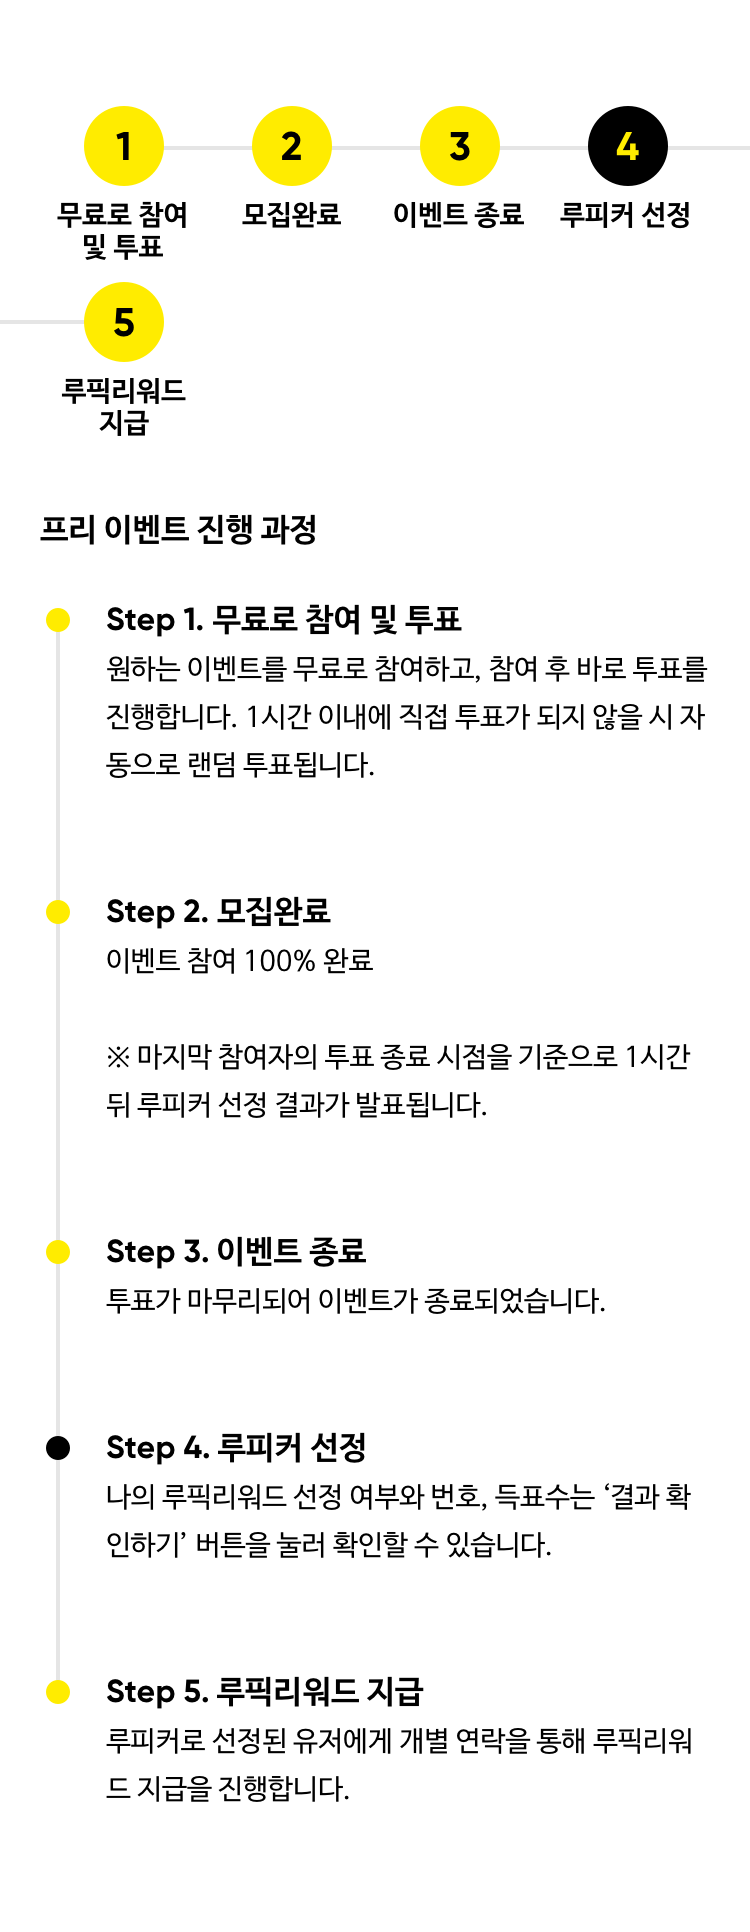 1
2
3
4
무료로 참여
및 투표
모집완료
이벤트 종료
루피커 선정
5
루픽리워드
지급
프리 이벤트 진행 과정
Step 1. 무료로 참여 및 투표
원하는 이벤트를 무료로 참여하고, 참여 후 바로 투표를
진행합니다. 1시간 이내에 직접 투표가 되지 않을 시 자
동으로 랜덤 투표됩니다.
Step 2. 모집완료
이벤트 참여 100% 완료
※ 마지막 참여자의 투표 종료 시점을 기준으로 1시간
뒤 루피커 선정 결과가 발표됩니다.
Step 3. 이벤트 종료
투표가 마무리되어 이벤트가 종료되었습니다.
Step 4. 루피커 선정
나의 루픽리워드 선정 여부와 번호, 득표수는 ‘결과 확
인하기’ 버튼을 눌러 확인할 수 있습니다.
Step 5. 루픽리워드 지급
루피커로 선정된 유저에게 개별 연락을 통해 루픽리워
드 지급을 진행합니다.